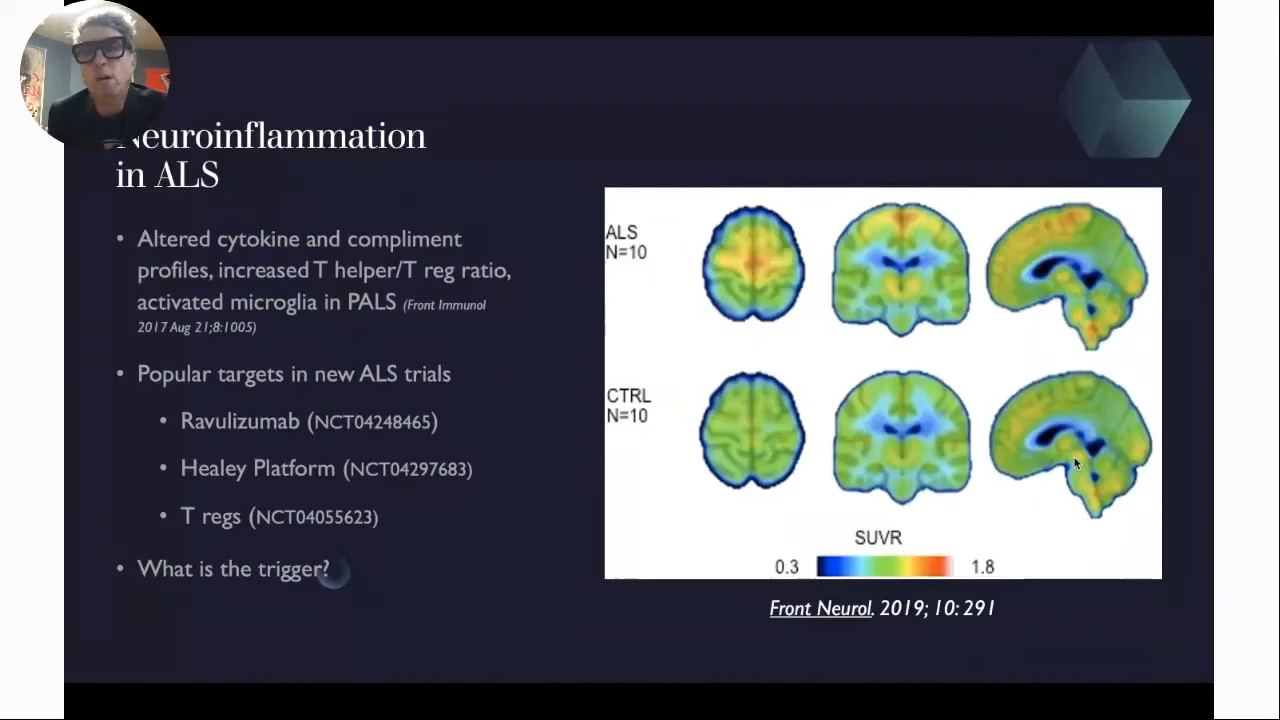 Neuroinflammation
in ALS
• Altered cytokine and compliment
profiles, increased T helper/T reg ratio,
activated microglia in PALS (Front Immunol
2017 Aug 21;8:1005)
• Popular targets in new ALS trials
• Ravulizumab (NCT04248465)
• Healey Platform (NCT04297683)
• T regs (NCT04055623)
• What is the trigger?
ALS
N=10
CTRL
N=10
SUVR
0.3 1.8
Front Neurol. 2019; 10: 291